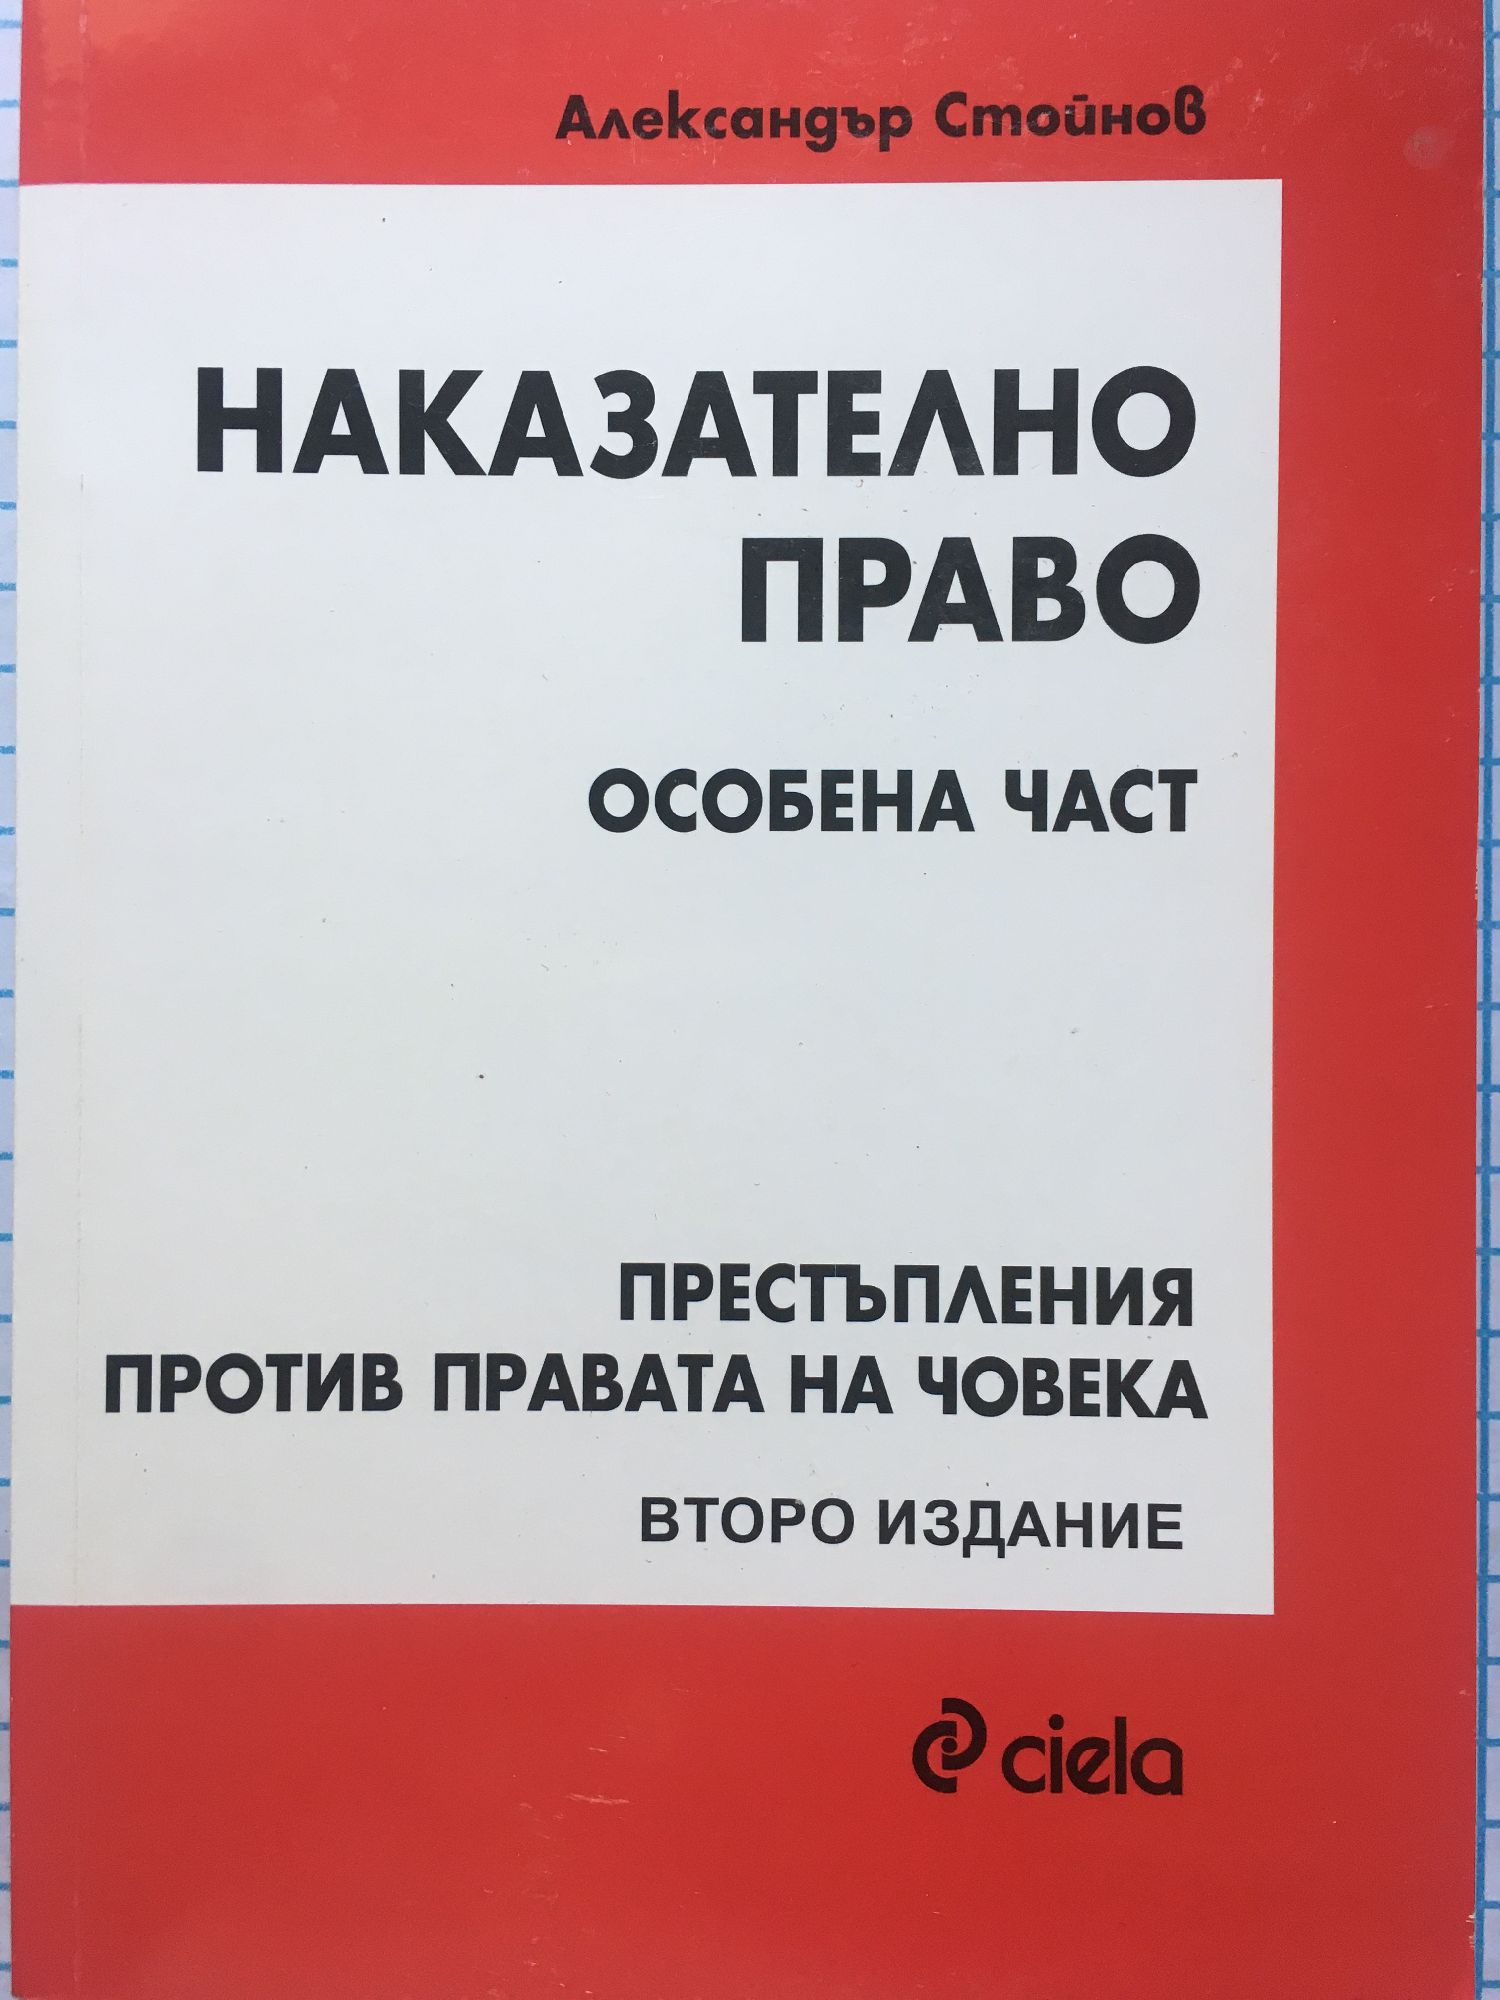 Александър Стойнов
НАКАЗАТЕЛНО
ПРАВО
ОСОБЕНА ЧАСТ
ПРЕСТЪПЛЕНИЯ
ПРОТИВ ПРАВАТА НА ЧОВЕКА
ВТОРО ИЗДАНИЕ
ciela